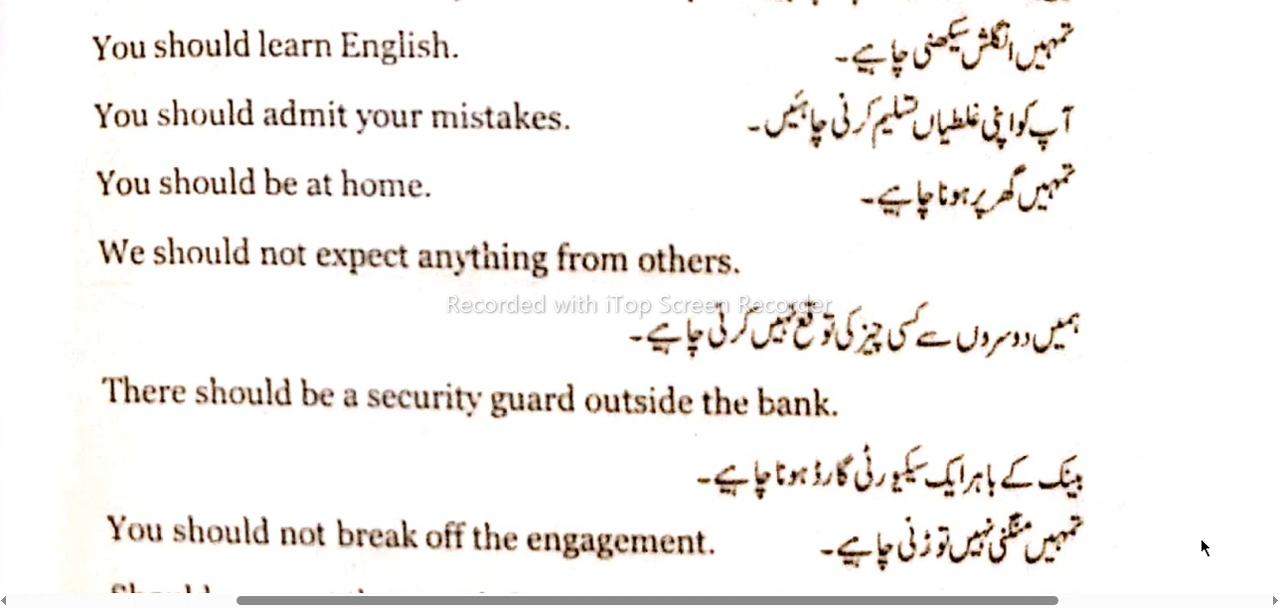 You should learn English. تمہیں انگلش سیکھنی چاہیے۔
You should admit your mistakes. آپ کو اپنی غلطیاں تسلیم کرنی چاہئیں۔
You should be at home. تمہیں گھر پر ہونا چاہیے۔
We should not expect anything from others.
Recorded with iTop Screen Recorder
ہمیں دوسروں سے کسی چیز کی توقع نہیں کرنی چاہیے۔
There should be a security guard outside the bank.
بینک کے باہر ایک سیکیورٹی گارڈ ہونا چاہیے۔
You should not break off the engagement. تمہیں منگنی نہیں توڑنی چاہیے۔